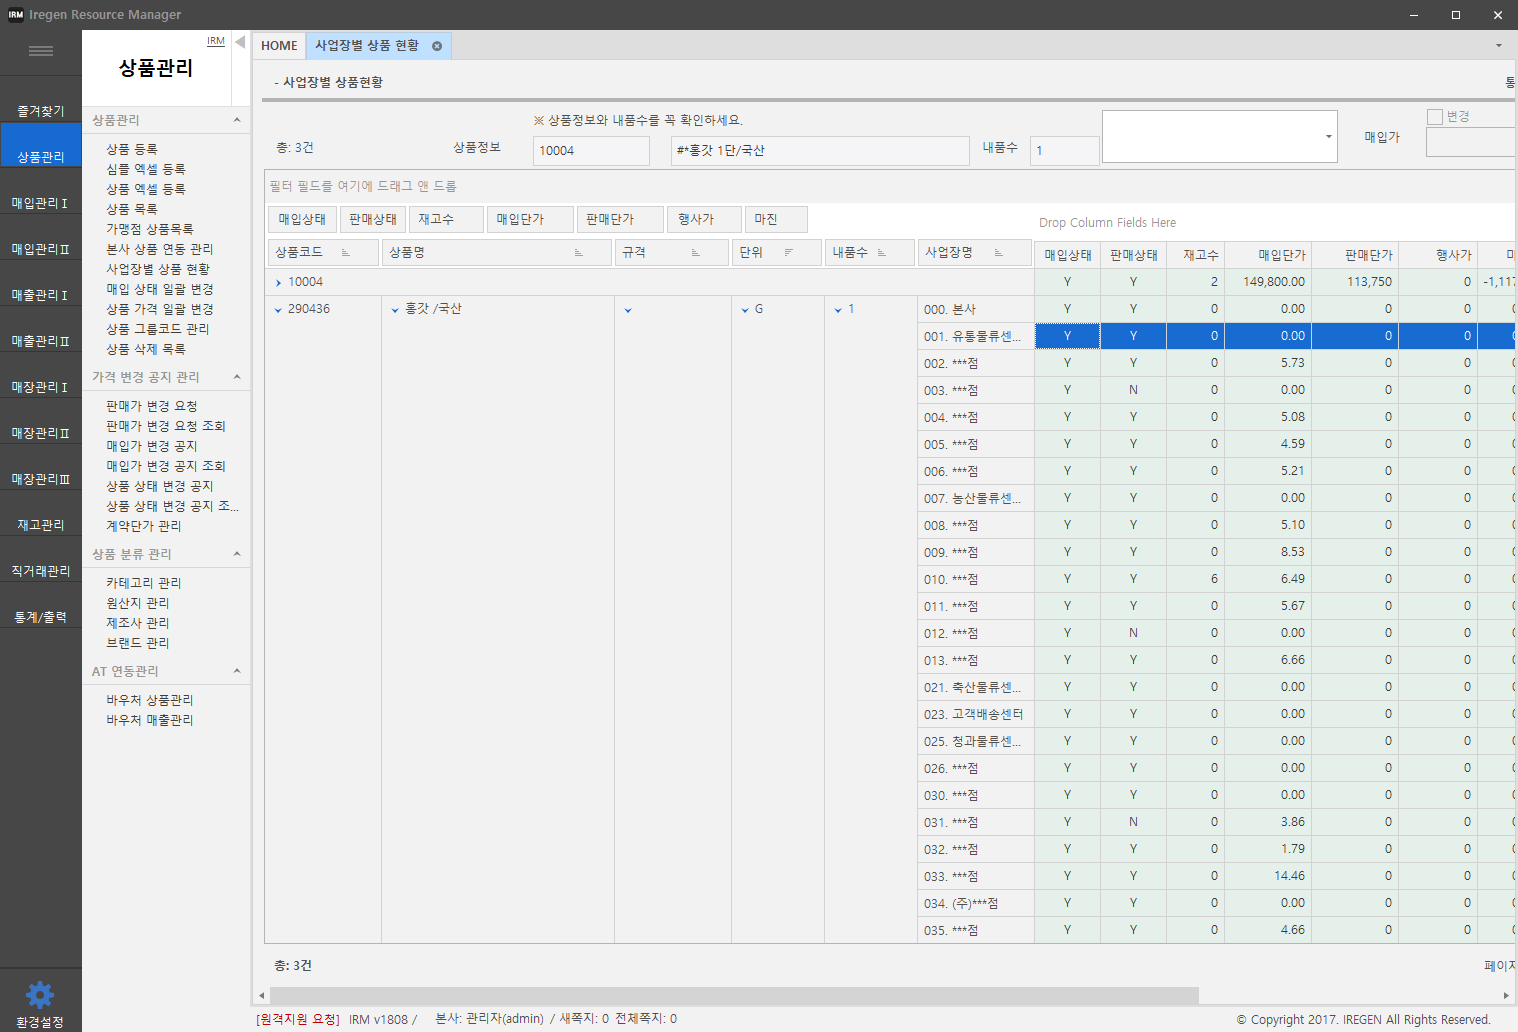 IRM Iregen Resource Manager
즐겨찾기
상품관리
매입관리 I
매입관리 II
매출관리 I
매출관리 II
매장관리 I
매장관리 II
매장관리 III
재고관리
직거래관리
통계/출력
환경설정
IRM
상품관리
상품관리
상품 등록
심플 엑셀 등록
상품 엑셀 등록
상품 목록
가맹점 상품목록
본사 상품 연동 관리
사업장별 상품 현황
매입 상태 일괄 변경
상품 가격 일괄 변경
상품 그룹코드 관리
상품 삭제 목록
가격 변경 공지 관리
판매가 변경 요청
판매가 변경 요청 조회
매입가 변경 공지
매입가 변경 공지 조회
상품 상태 변경 공지
상품 상태 변경 공지 조...
계약단가 관리
상품 분류 관리
카테고리 관리
원산지 관리
제조사 관리
브랜드 관리
AT 연동관리
바우처 상품관리
바우처 매출관리
HOME 사업장별 상품 현황
- 사업장별 상품현황 통
※ 상품정보와 내품수를 꼭 확인하세요. 변경
총: 3건 상품정보 10004 #*홍갓 1단/국산 내품수 1 매입가
필터 필드를 여기에 드래그 앤 드롭
매입상태 판매상태 재고수 매입단가 판매단가 행사가 마진 Drop Column Fields Here
상품코드 상품명 규격 단위 내품수 사업장명 매입상태 판매상태 재고수 매입단가 판매단가 행사가
10004 Y Y 2 149,800.00 113,750 0 -1,117
290436 홍갓 /국산 G 1 000. 본사 Y Y 0 0.00 0 0
001. 유통물류센... Y Y 0 0.00 0 0
002. ***점 Y Y 0 5.73 0 0
003. ***점 Y N 0 0.00 0 0
004. ***점 Y Y 0 5.08 0 0
005. ***점 Y Y 0 4.59 0 0
006. ***점 Y Y 0 5.21 0 0
007. 농산물류센... Y Y 0 0.00 0 0
008. ***점 Y Y 0 5.10 0 0
009. ***점 Y Y 0 8.53 0 0
010. ***점 Y Y 6 6.49 0 0
011. ***점 Y Y 0 5.67 0 0
012. ***점 Y N 0 0.00 0 0
013. ***점 Y Y 0 6.66 0 0
021. 축산물류센... Y Y 0 0.00 0 0
023. 고객배송센터 Y Y 0 0.00 0 0
025. 청과물류센... Y Y 0 0.00 0 0
026. ***점 Y Y 0 0.00 0 0
030. ***점 Y Y 0 0.00 0 0
031. ***점 Y N 0 3.86 0 0
032. ***점 Y Y 0 1.79 0 0
033. ***점 Y Y 0 14.46 0 0
034. (주)***점 Y Y 0 0.00 0 0
035. ***점 Y Y 0 4.66 0 0
총: 3건 페이지
[원격지원 요청] IRM v1808 / 본사: 관리자(admin) / 새쪽지: 0 전체쪽지: 0 © Copyright 2017. IREGEN All Rights Reserved.